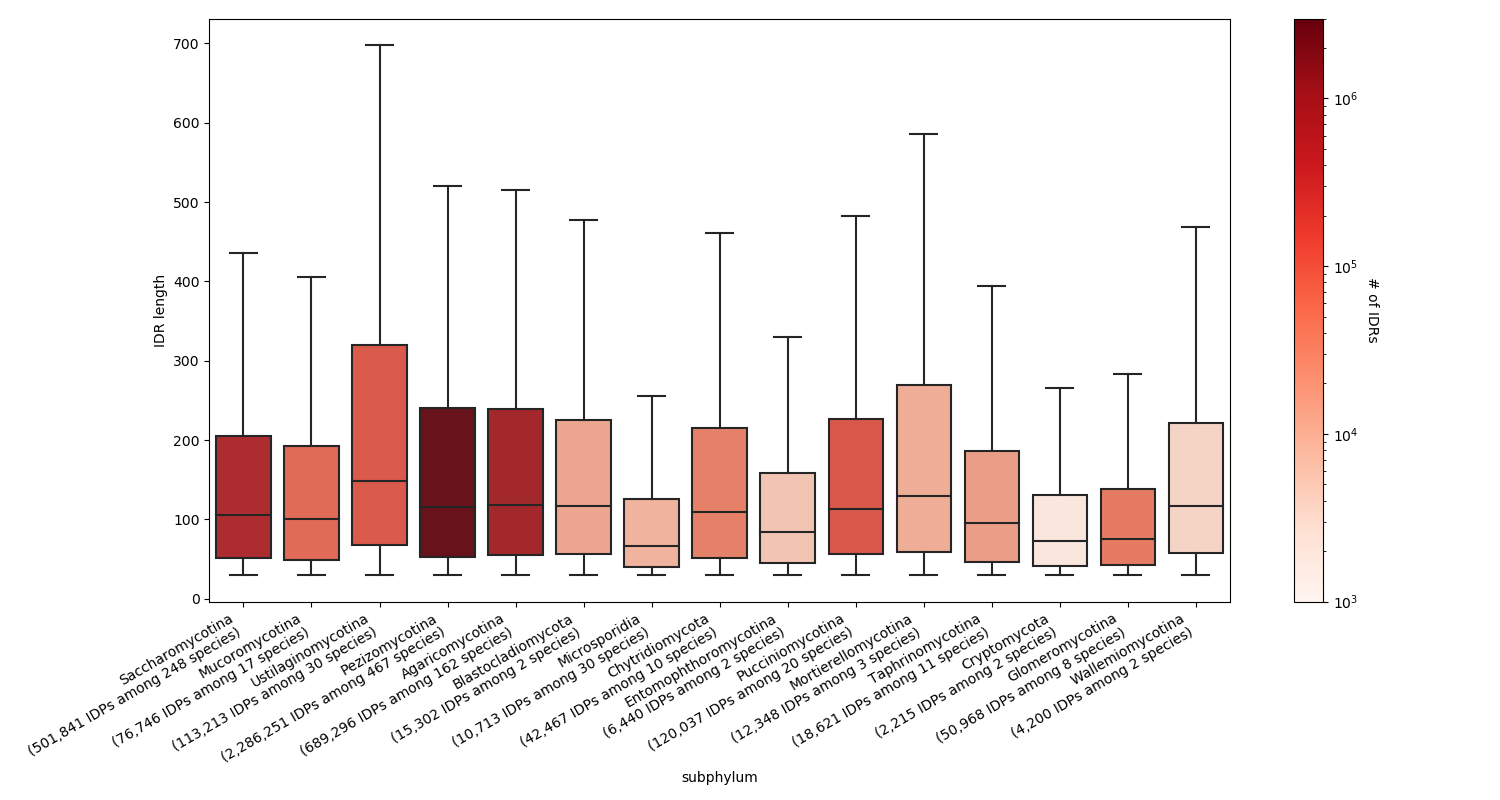 700
600
500
400
300
200
100
0
IDR length
Saccharomycotina
(501,841 IDPs among 248 species)
Mucoromycotina
(76,746 IDPs among 17 species)
Ustilaginomycotina
(113,213 IDPs among 30 species)
Pezizomycotina
(2,286,251 IDPs among 467 species)
Agaricomycotina
(689,296 IDPs among 162 species)
Blastocladiomycota
(15,302 IDPs among 2 species)
Microsporidia
(10,713 IDPs among 30 species)
Chytridiomycota
(42,467 IDPs among 10 species)
Entomophthoromycotina
(6,440 IDPs among 2 species)
Pucciniomycotina
(120,037 IDPs among 20 species)
Mortierellomycotina
(12,348 IDPs among 3 species)
Taphrinomycotina
(18,621 IDPs among 11 species)
Cryptomycota
(2,215 IDPs among 2 species)
Glomeromycotina
(50,968 IDPs among 8 species)
Wallemiomycotina
(4,200 IDPs among 2 species)
subphylum
10⁶
10⁵
10⁴
10³
# of IDRs